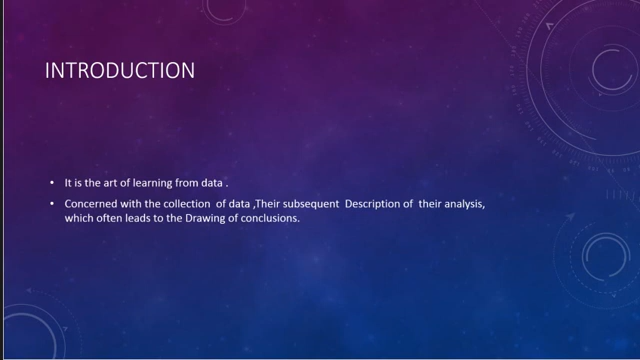 INTRODUCTION
• It is the art of learning from data .
• Concerned with the collection  of data ,Their subsequent  Description of  their analysis,
which often leads to the Drawing of conclusions.